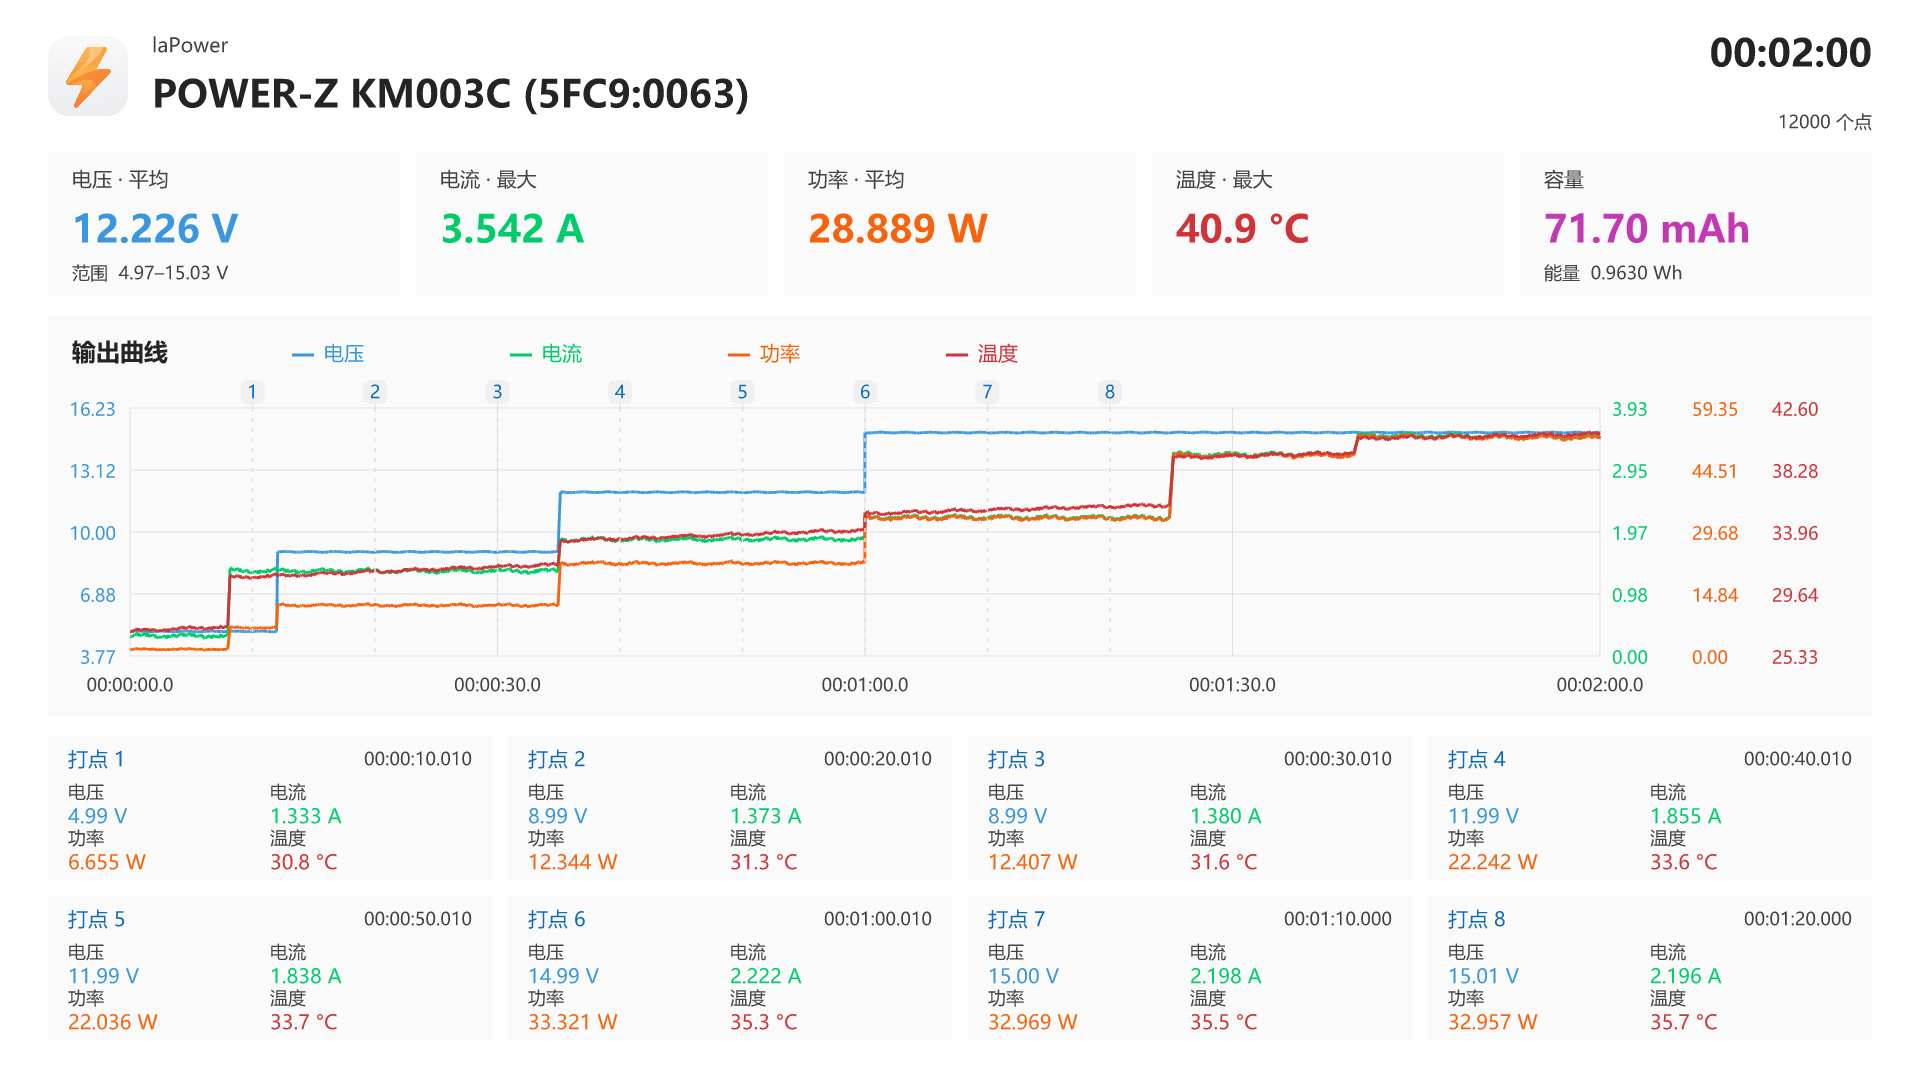 laPower
POWER-Z KM003C (5FC9:0063)
00:02:00
12000 个点
电压 · 平均
12.226 V
范围 4.97–15.03 V
电流 · 最大
3.542 A
功率 · 平均
28.889 W
温度 · 最大
40.9 °C
容量
71.70 mAh
能量 0.9630 Wh
输出曲线
电压
电流
功率
温度
1 2 3 4 5 6 7 8
16.23 3.93 59.35 42.60
13.12 2.95 44.51 38.28
10.00 1.97 29.68 33.96
6.88 0.98 14.84 29.64
3.77 0.00 0.00 25.33
00:00:00.0 00:00:30.0 00:01:00.0 00:01:30.0 00:02:00.0
打点 1 00:00:10.010
电压 电流
4.99 V 1.333 A
功率 温度
6.655 W 30.8 °C
打点 2 00:00:20.010
电压 电流
8.99 V 1.373 A
功率 温度
12.344 W 31.3 °C
打点 3 00:00:30.010
电压 电流
8.99 V 1.380 A
功率 温度
12.407 W 31.6 °C
打点 4 00:00:40.010
电压 电流
11.99 V 1.855 A
功率 温度
22.242 W 33.6 °C
打点 5 00:00:50.010
电压 电流
11.99 V 1.838 A
功率 温度
22.036 W 33.7 °C
打点 6 00:01:00.010
电压 电流
14.99 V 2.222 A
功率 温度
33.321 W 35.3 °C
打点 7 00:01:10.000
电压 电流
15.00 V 2.198 A
功率 温度
32.969 W 35.5 °C
打点 8 00:01:20.000
电压 电流
15.01 V 2.196 A
功率 温度
32.957 W 35.7 °C